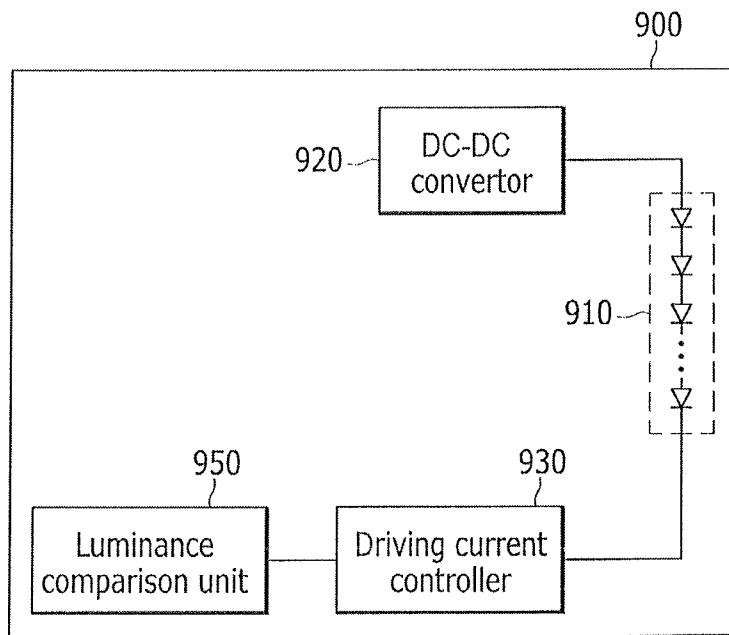 900
920
DC-DC
convertor
910
950
930
Luminance
comparison unit
Driving current
controller